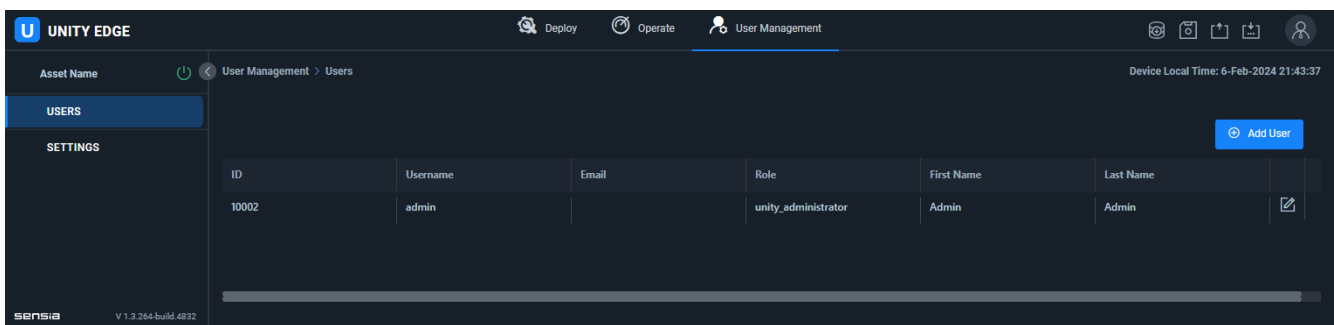 U UNITY EDGE
Deploy
Operate
User Management
Asset Name
User Management > Users
Device Local Time: 6-Feb-2024 21:43:37
USERS
SETTINGS
Add User
ID Username Email Role First Name Last Name
10002 admin unity_administrator Admin Admin
sensia V 1.3.264-build.4832